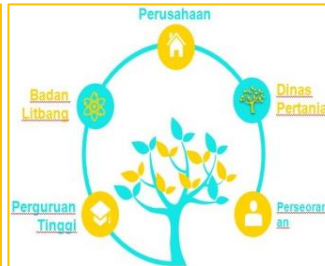 Perusahaan
Badan
Litbang
Dinas
Pertania
Perguruan
Tinggi
Perseoran
an